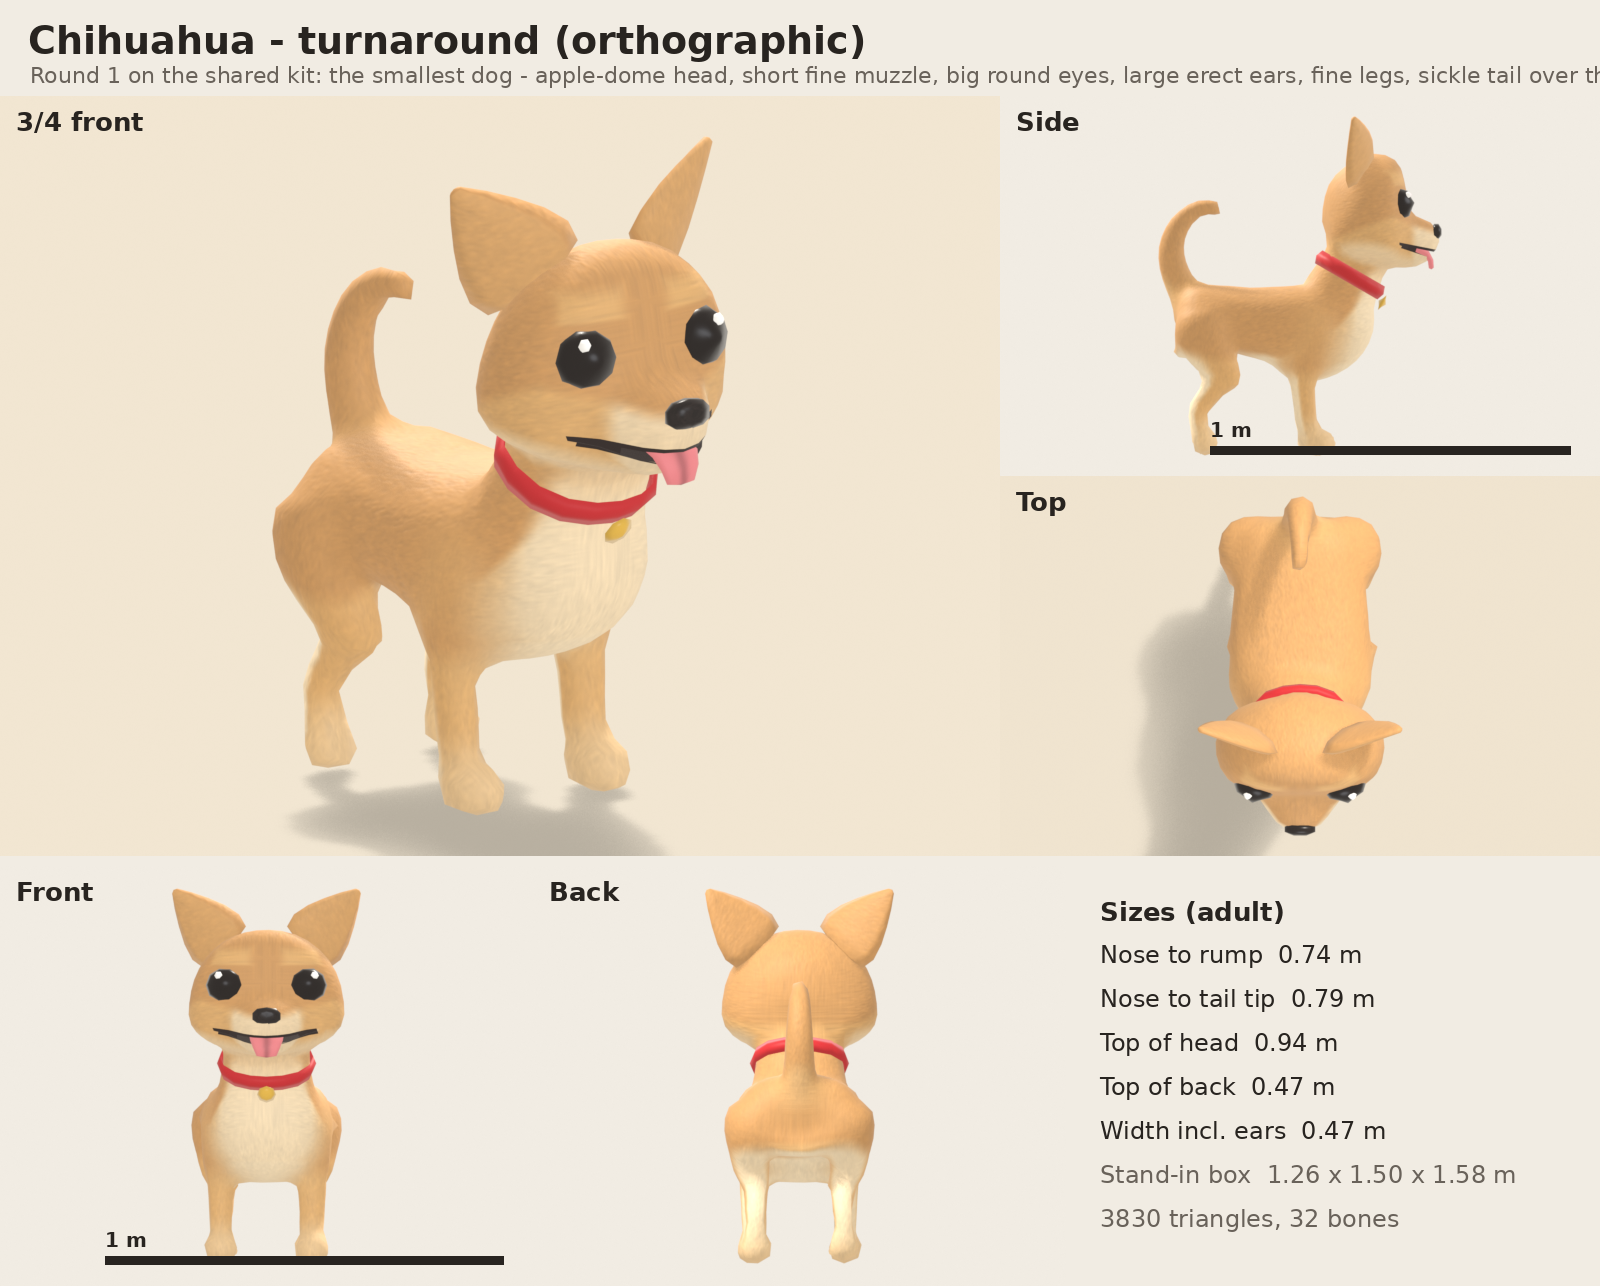 Chihuahua - turnaround (orthographic)
Round 1 on the shared kit: the smallest dog - apple-dome head, short fine muzzle, big round eyes, large erect ears, fine legs, sickle tail over
3/4 front
Side
1 m
Top
Front
1 m
Back
Sizes (adult)
Nose to rump 0.74 m
Nose to tail tip 0.79 m
Top of head 0.94 m
Top of back 0.47 m
Width incl. ears 0.47 m
Stand-in box 1.26 x 1.50 x 1.58 m
3830 triangles, 32 bones